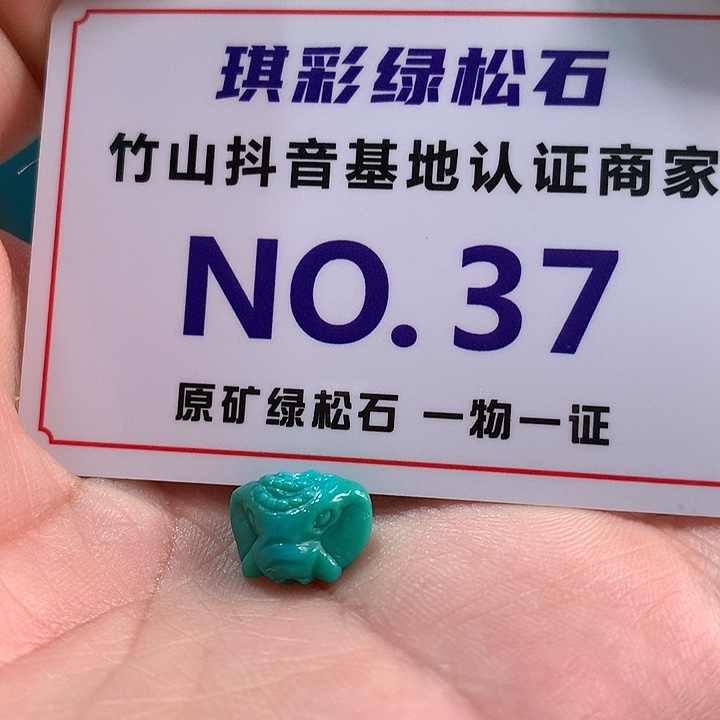 琪彩绿松石
竹山抖音基地认证商家
NO.37
原矿绿松石 一物一证